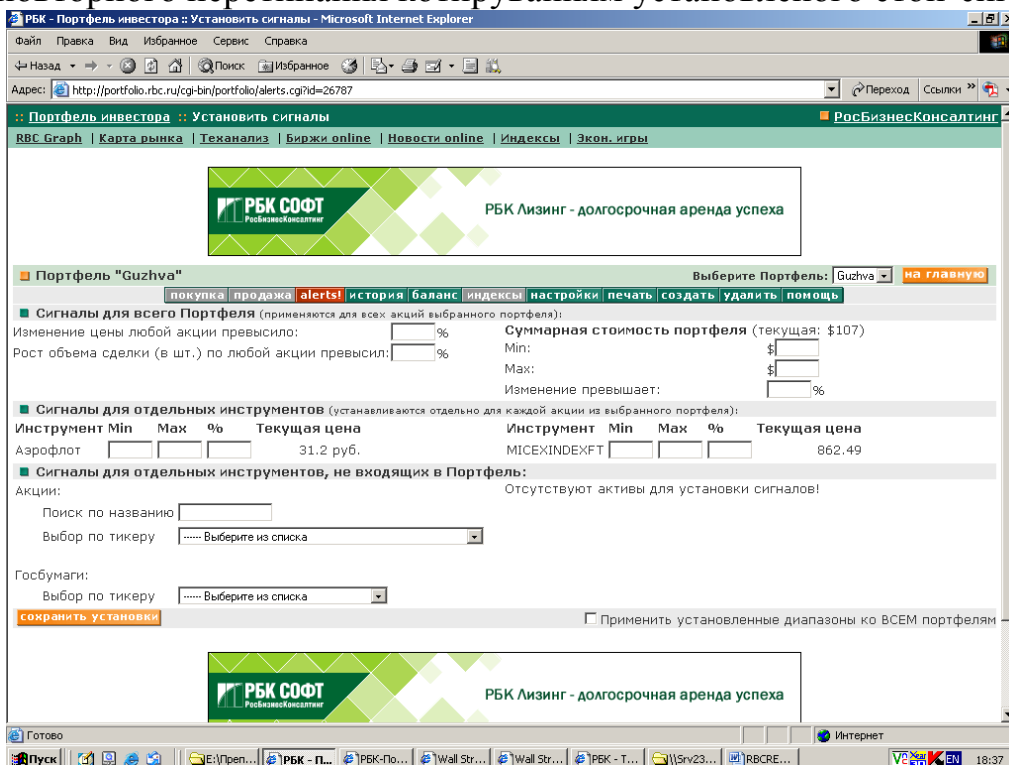 повторного пересечения котированиям установленного стоп-сиг
РБК - Портфель инвестора :: Установить сигналы - Microsoft Internet Explorer
Файл Правка Вид Избранное Сервис Справка
Назад Поиск Избранное
Адрес: http://portfolio.rbc.ru/cgi-bin/portfolio/alerts.cgi?id=26787 Переход Ссылки »
:: Портфель инвестора :: Установить сигналы РосБизнесКонсалтинг
RBC Graph | Карта рынка | Теханализ | Биржи online | Новости online | Индексы | Экон. игры
РБК СОФТ
РосБизнесКонсалтинг
РБК Лизинг - долгосрочная аренда успеха
Портфель "Guzhva" Выберите Портфель: Guzhva на главную
покупка продажа alerts! история баланс индексы настройки печать создать удалить помощь
Сигналы для всего Портфеля (применяются для всех акций выбранного портфеля):
Изменение цены любой акции превысило: % Суммарная стоимость портфеля (текущая: $107)
Рост объема сделки (в шт.) по любой акции превысил: % Min: $
Max: $
Изменение превышает: %
Сигналы для отдельных инструментов (устанавливаются отдельно для каждой акции из выбранного портфеля):
Инструмент Min Max % Текущая цена Инструмент Min Max % Текущая цена
Аэрофлот 31.2 руб. MICEXINDEXFT 862.49
Сигналы для отдельных инструментов, не входящих в Портфель:
Акции: Отсутствуют активы для установки сигналов!
Поиск по названию
Выбор по тикеру ------ Выберите из списка
Госбумаги:
Выбор по тикеру ------ Выберите из списка
сохранить установки Применить установленные диапазоны ко ВСЕМ портфелям
РБК СОФТ
РосБизнесКонсалтинг
РБК Лизинг - долгосрочная аренда успеха
Готово Интернет
Пуск E:\Преп... РБК - П... РБК-По... Wall Str... Wall Str... РБК - Т... \\Srv23... RBCRE... EN 18:37